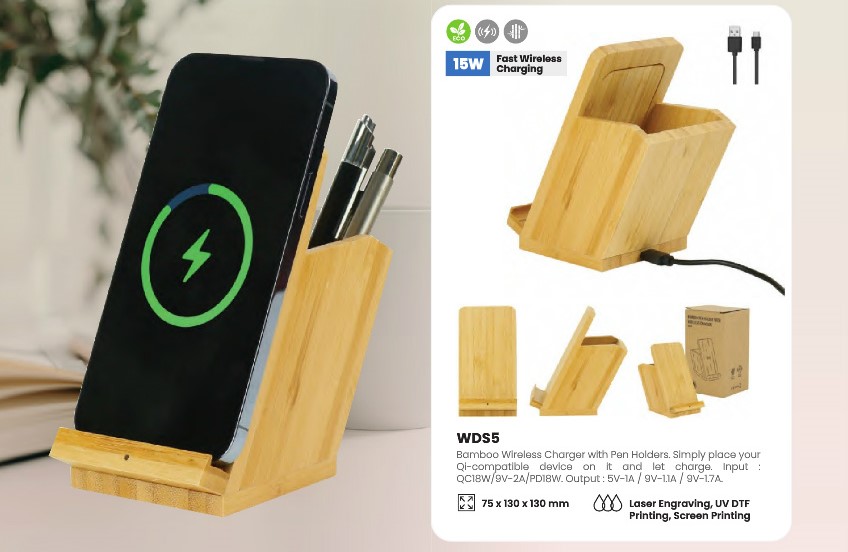 ECO
15W
Fast Wireless
Charging
WDS5
Bamboo Wireless Charger with Pen Holders. Simply place your
Qi-compatible device on it and let charge. Input :
QC18W/9V-2A/PD18W. Output : 5V-1A / 9V-1.1A / 9V-1.7A.
75 x 130 x 130 mm
Laser Engraving, UV DTF
Printing, Screen Printing